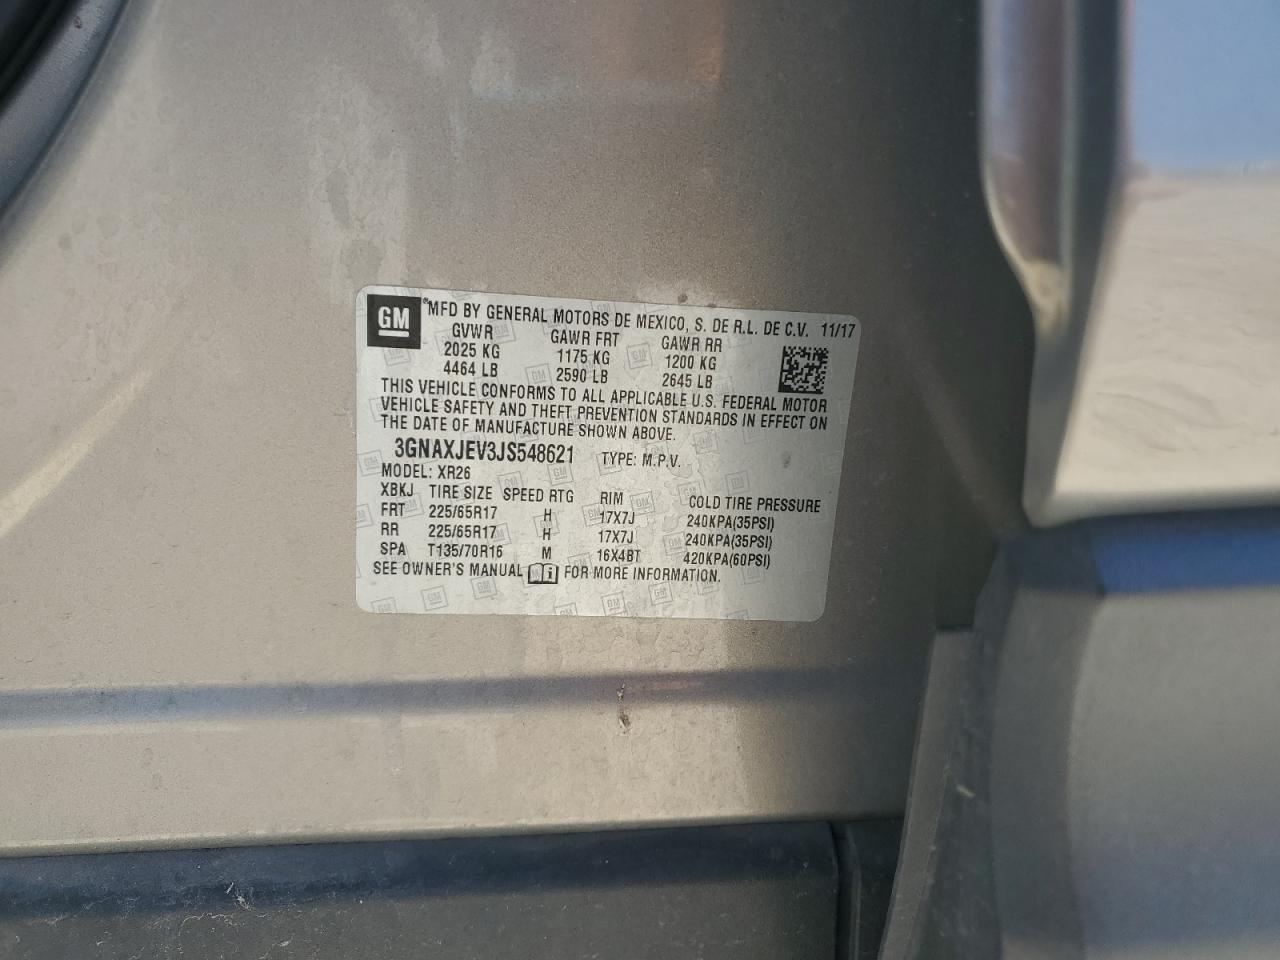 GM ®MFD BY GENERAL MOTORS DE MEXICO, S. DE R.L. DE C.V. 11/17
GVWR GAWR FRT GAWR RR
2025 KG 1175 KG 1200 KG
4464 LB 2590 LB 2645 LB
THIS VEHICLE CONFORMS TO ALL APPLICABLE U.S. FEDERAL MOTOR
VEHICLE SAFETY AND THEFT PREVENTION STANDARDS IN EFFECT ON
THE DATE OF MANUFACTURE SHOWN ABOVE.
3GNAXJEV3JS548621 TYPE: M.P.V.
MODEL: XR26
XBKJ TIRE SIZE SPEED RTG RIM COLD TIRE PRESSURE
FRT 225/65R17 H 17X7J 240KPA(35PSI)
RR 225/65R17 H 17X7J 240KPA(35PSI)
SPA T135/70R16 M 16X4BT 420KPA(60PSI)
SEE OWNER'S MANUAL FOR MORE INFORMATION.